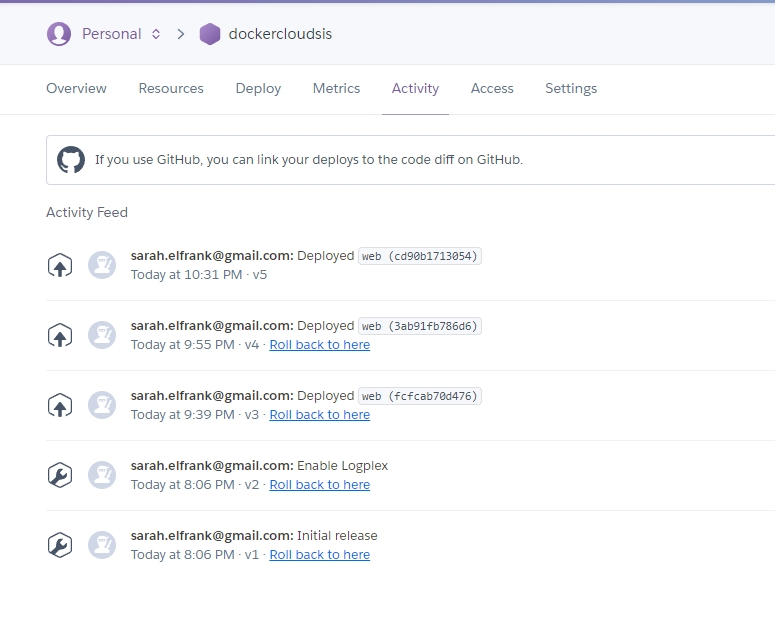 Personal dockercloudsis
Overview Resources Deploy Metrics Activity Access Settings
If you use GitHub, you can link your deploys to the code diff on GitHub.
Activity Feed
sarah.elfrank@gmail.com: Deployed web (cd90b1713054)
Today at 10:31 PM · v5
sarah.elfrank@gmail.com: Deployed web (3ab91fb786d6)
Today at 9:55 PM · v4 · Roll back to here
sarah.elfrank@gmail.com: Deployed web (fcfcab70d476)
Today at 9:39 PM · v3 · Roll back to here
sarah.elfrank@gmail.com: Enable Logplex
Today at 8:06 PM · v2 · Roll back to here
sarah.elfrank@gmail.com: Initial release
Today at 8:06 PM · v1 · Roll back to here